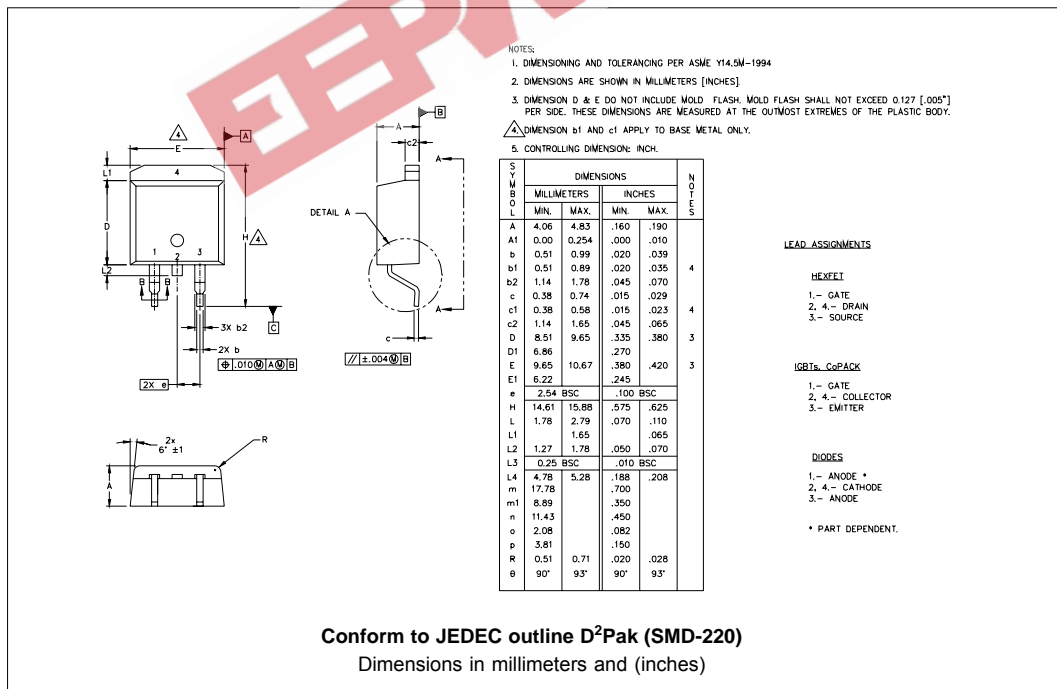 EEPW
NOTES:
1. DIMENSIONING AND TOLERANCING PER ASME Y14.5M-1994
2. DIMENSIONS ARE SHOWN IN MILLIMETERS [INCHES].
3. DIMENSION D & E DO NOT INCLUDE MOLD FLASH. MOLD FLASH SHALL NOT EXCEED 0.127 [.005"]
PER SIDE. THESE DIMENSIONS ARE MEASURED AT THE OUTMOST EXTREMES OF THE PLASTIC BODY.
4. DIMENSION b1 AND c1 APPLY TO BASE METAL ONLY.
5. CONTROLLING DIMENSION: INCH.
4
E
A
L1
4
D
H
4
1
2
3
L2
B
B
C
3X b2
2X b
⌖ .010 Ⓜ A Ⓜ B
2X e
A
B
c2
A
DETAIL A
A
c
// ±.004 Ⓜ B
2x
6° ±1
R
A
SYMBOL DIMENSIONS NOTES
MILLIMETERS INCHES
MIN. MAX. MIN. MAX.
A 4.06 4.83 .160 .190
A1 0.00 0.254 .000 .010
b 0.51 0.99 .020 .039
b1 0.51 0.89 .020 .035 4
b2 1.14 1.78 .045 .070
c 0.38 0.74 .015 .029
c1 0.38 0.58 .015 .023 4
c2 1.14 1.65 .045 .065
D 8.51 9.65 .335 .380 3
D1 6.86 .270
E 9.65 10.67 .380 .420 3
E1 6.22 .245
e 2.54 BSC .100 BSC
H 14.61 15.88 .575 .625
L 1.78 2.79 .070 .110
L1 1.65 .065
L2 1.27 1.78 .050 .070
L3 0.25 BSC .010 BSC
L4 4.78 5.28 .188 .208
m 17.78 .700
m1 8.89 .350
n 11.43 .450
o 2.08 .082
p 3.81 .150
R 0.51 0.71 .020 .028
θ 90° 93° 90° 93°
LEAD ASSIGNMENTS
HEXFET
1.- GATE
2, 4.- DRAIN
3.- SOURCE
IGBTs, CoPACK
1.- GATE
2, 4.- COLLECTOR
3.- EMITTER
DIODES
1.- ANODE *
2, 4.- CATHODE
3.- ANODE
* PART DEPENDENT.
Conform to JEDEC outline D²Pak (SMD-220)
Dimensions in millimeters and (inches)